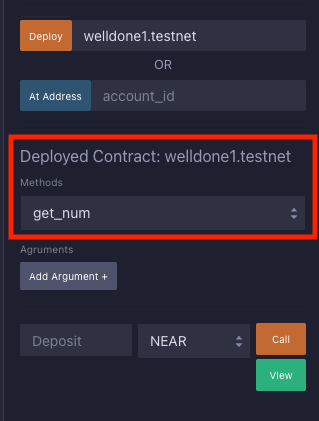 Deploy welldone1.testnet
OR
At Address account_id
Deployed Contract: welldone1.testnet
Methods
get_num
Agruments
Add Argument +
Deposit NEAR Call
View